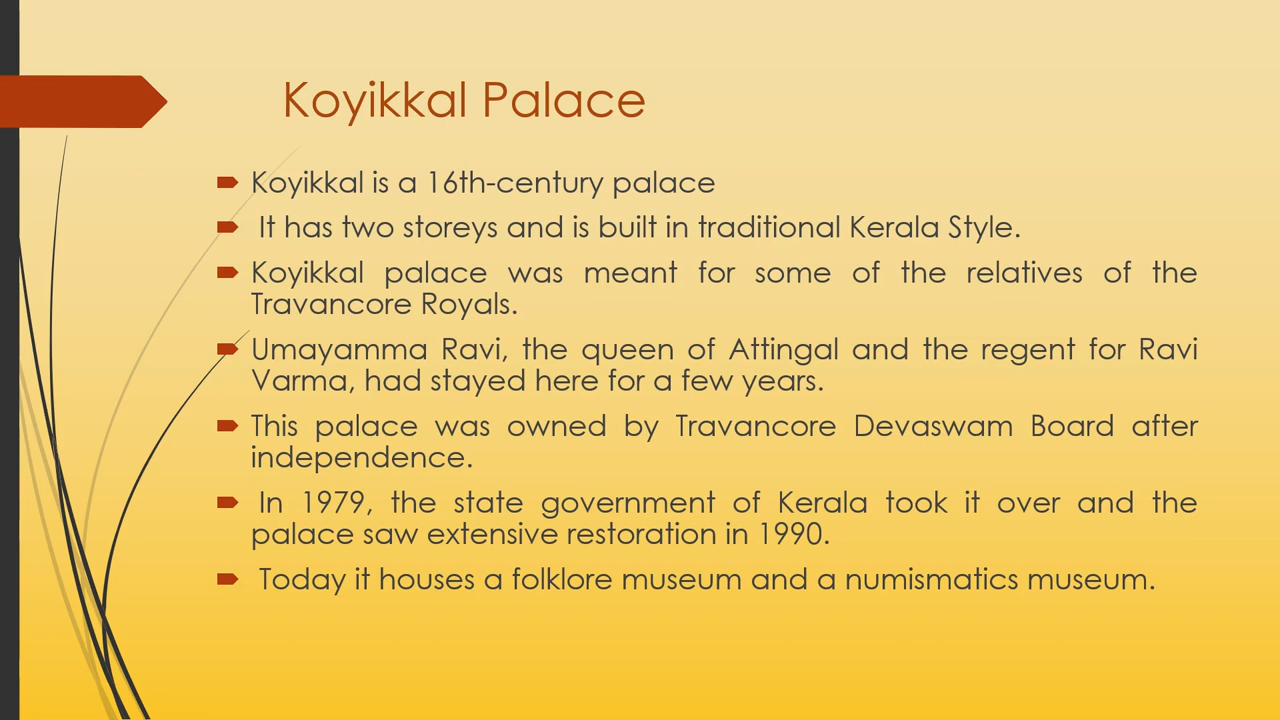 Koyikkal Palace
Koyikkal is a 16th-century palace
It has two storeys and is built in traditional Kerala Style.
Koyikkal palace was meant for some of the relatives of the
Travancore Royals.
Umayamma Ravi, the queen of Attingal and the regent for Ravi
Varma, had stayed here for a few years.
This palace was owned by Travancore Devaswam Board after
independence.
In 1979, the state government of Kerala took it over and the
palace saw extensive restoration in 1990.
Today it houses a folklore museum and a numismatics museum.